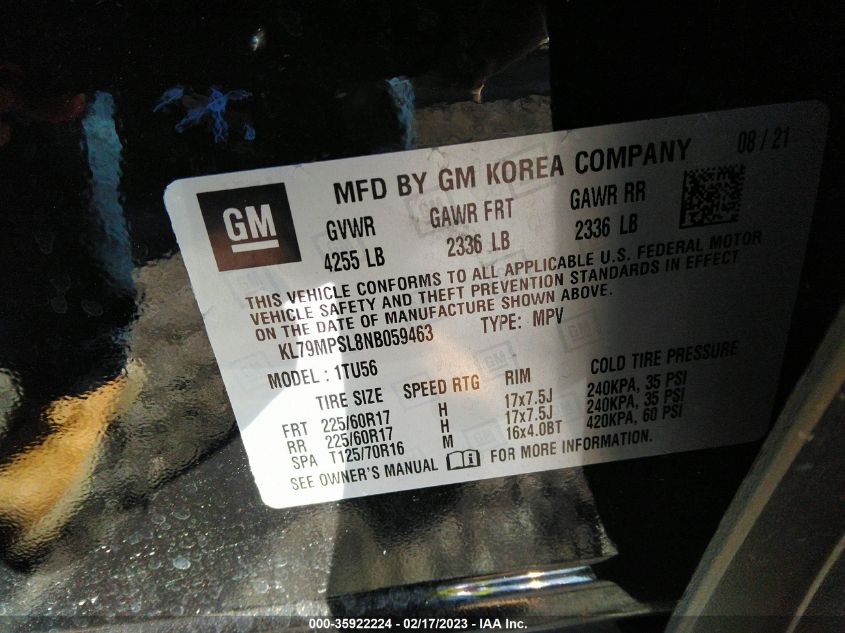 MFD BY GM KOREA COMPANY 08/21
GM
GVWR GAWR FRT GAWR RR
4255 LB 2336 LB 2336 LB
THIS VEHICLE CONFORMS TO ALL APPLICABLE U.S. FEDERAL MOTOR
VEHICLE SAFETY AND THEFT PREVENTION STANDARDS IN EFFECT
ON THE DATE OF MANUFACTURE SHOWN ABOVE.
KL79MPSL8NB059463 TYPE: MPV
MODEL: 1TU56
TIRE SIZE SPEED RTG RIM COLD TIRE PRESSURE
FRT 225/60R17 H 17x7.5J 240KPA, 35 PSI
RR 225/60R17 H 17x7.5J 240KPA, 35 PSI
SPA T125/70R16 M 16x4.0BT 420KPA, 60 PSI
SEE OWNER'S MANUAL FOR MORE INFORMATION.
000-35922224 - 02/17/2023 - IAA Inc.